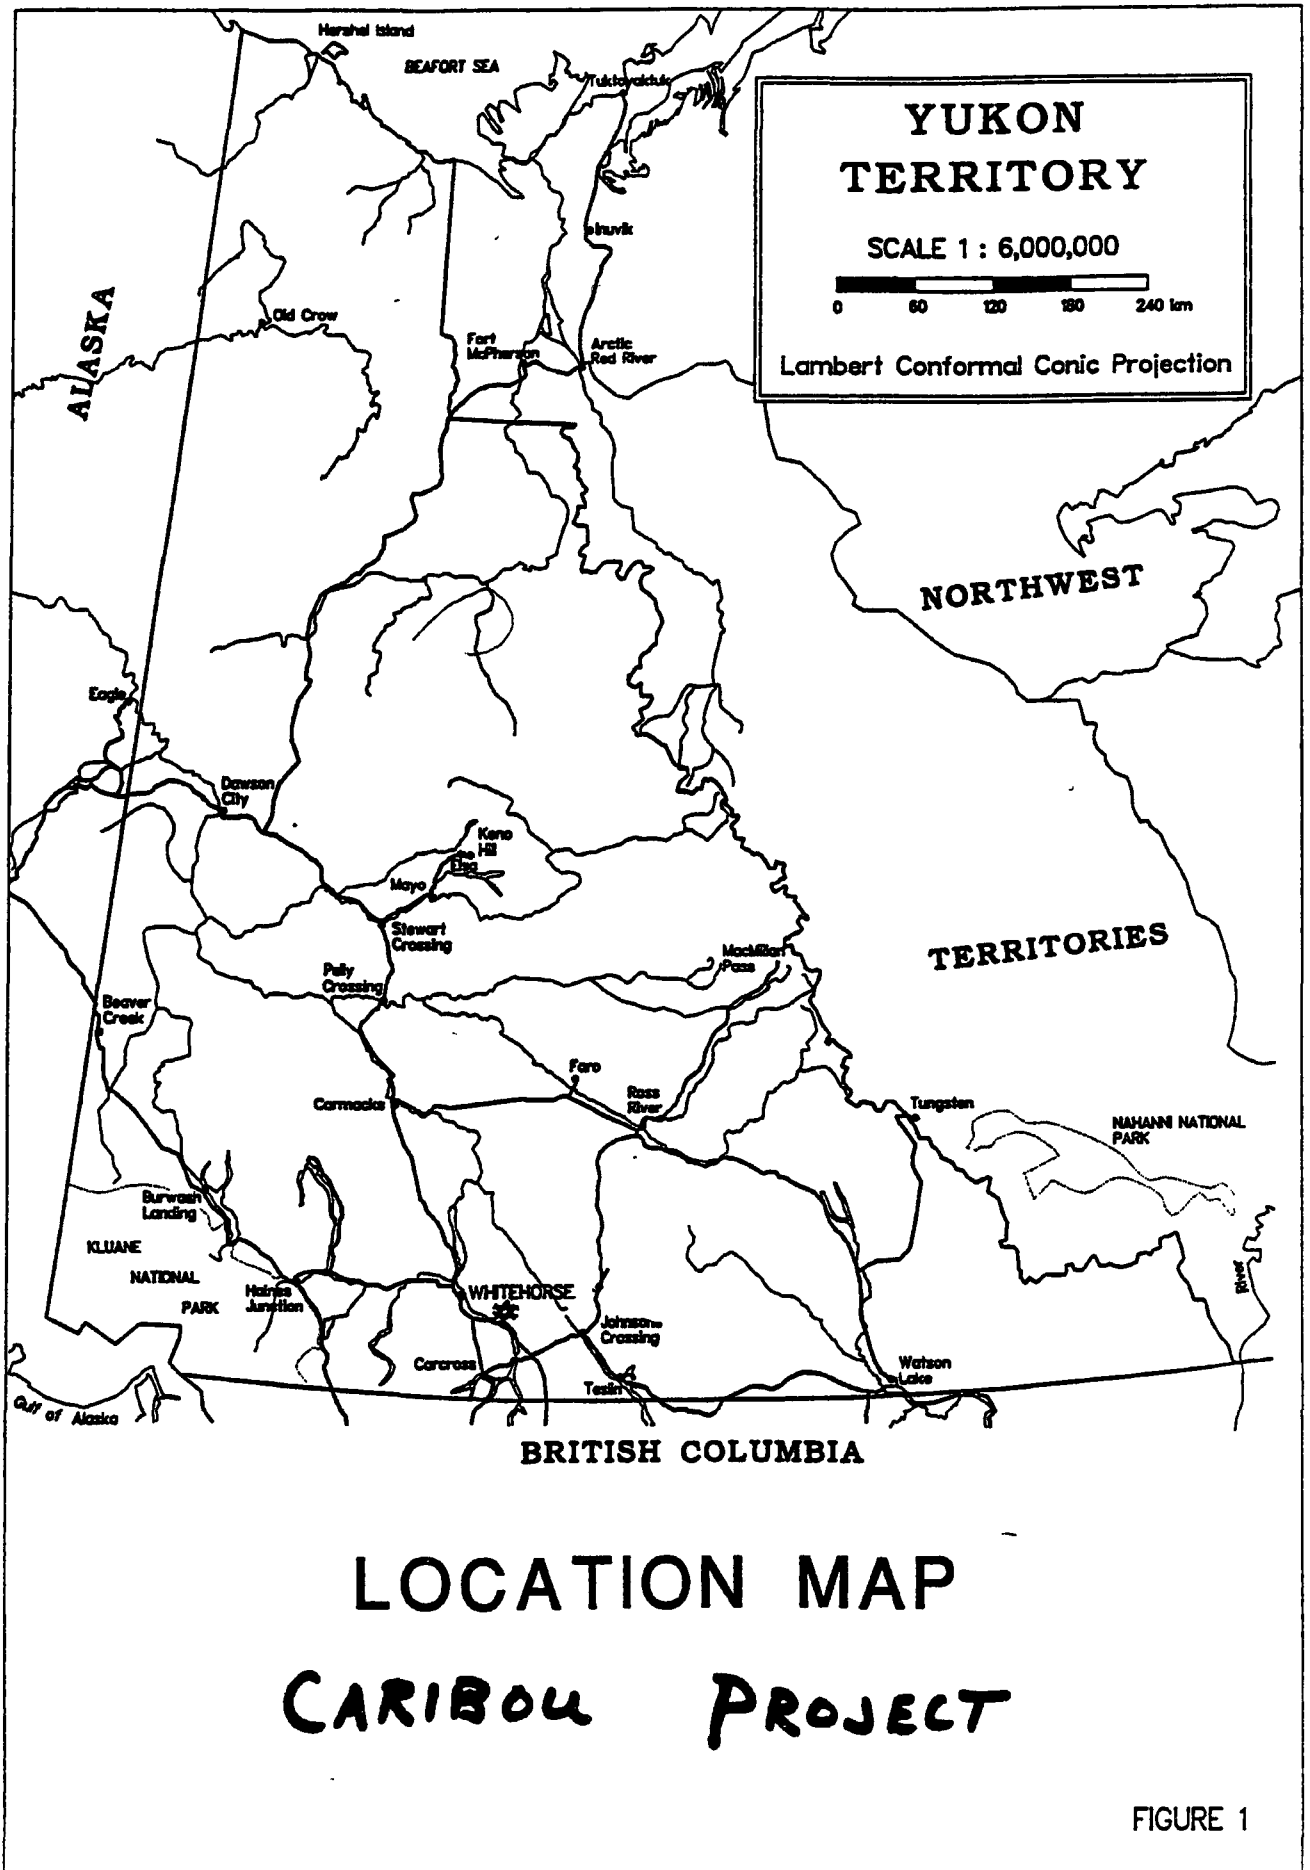 Hershel Island
BEAFORT SEA
Tuktoyaktuk
YUKON
TERRITORY
SCALE 1 : 6,000,000
0 60 120 180 240 km
Lambert Conformal Conic Projection
Inuvik
ALASKA
Old Crow
Fort
McPherson
Arctic
Red River
NORTHWEST
Eagle
Dawson
City
Keno
Hill
Elsa
Mayo
Stewart
Crossing
TERRITORIES
MacMillan
Pass
Pelly
Crossing
Beaver
Creek
Faro
Ross
River
Carmacks
Tungsten
NAHANNI NATIONAL
PARK
Burwash
Landing
KLUANE
NATIONAL
PARK
Haines
Junction
WHITEHORSE
River
Johnsons
Crossing
Carcross
Teslin
Watson
Lake
Gulf of Alaska
BRITISH COLUMBIA
LOCATION MAP
CARIBOU PROJECT
FIGURE 1